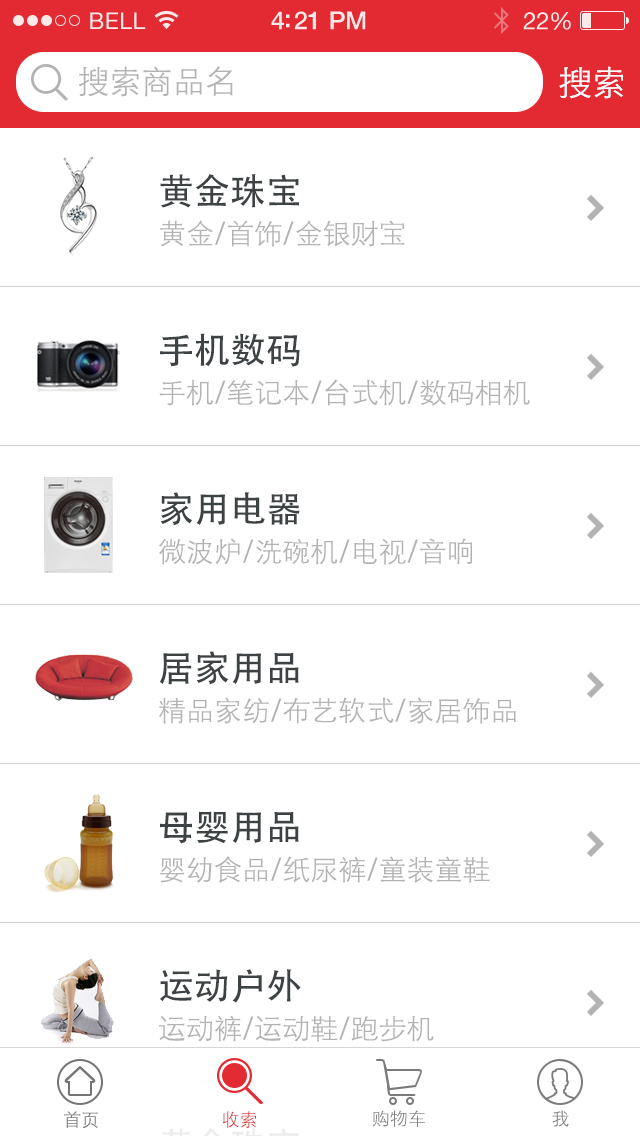 BELL 4:21 PM 22%
搜索商品名 搜索
黄金珠宝
黄金/首饰/金银财宝
手机数码
手机/笔记本/台式机/数码相机
家用电器
微波炉/洗碗机/电视/音响
居家用品
精品家纺/布艺软式/家居饰品
母婴用品
婴幼食品/纸尿裤/童装童鞋
运动户外
运动裤/运动鞋/跑步机
首页 收索 购物车 我